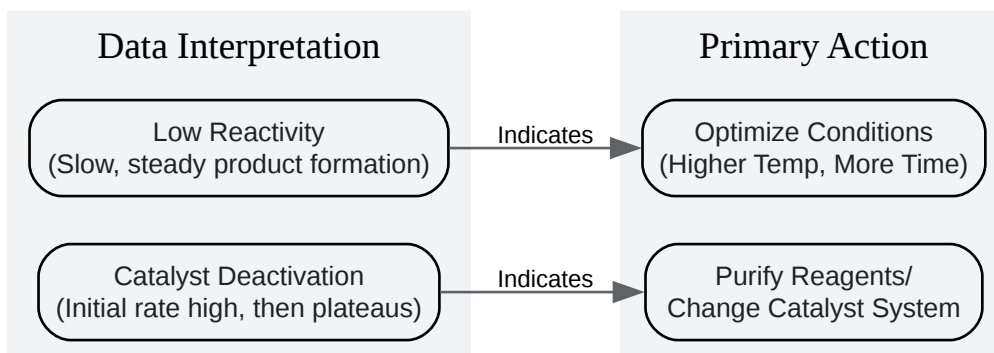 Data Interpretation
Primary Action
Low Reactivity
(Slow, steady product formation)
Indicates
Optimize Conditions
(Higher Temp, More Time)
Catalyst Deactivation
(Initial rate high, then plateaus)
Indicates
Purify Reagents/
Change Catalyst System